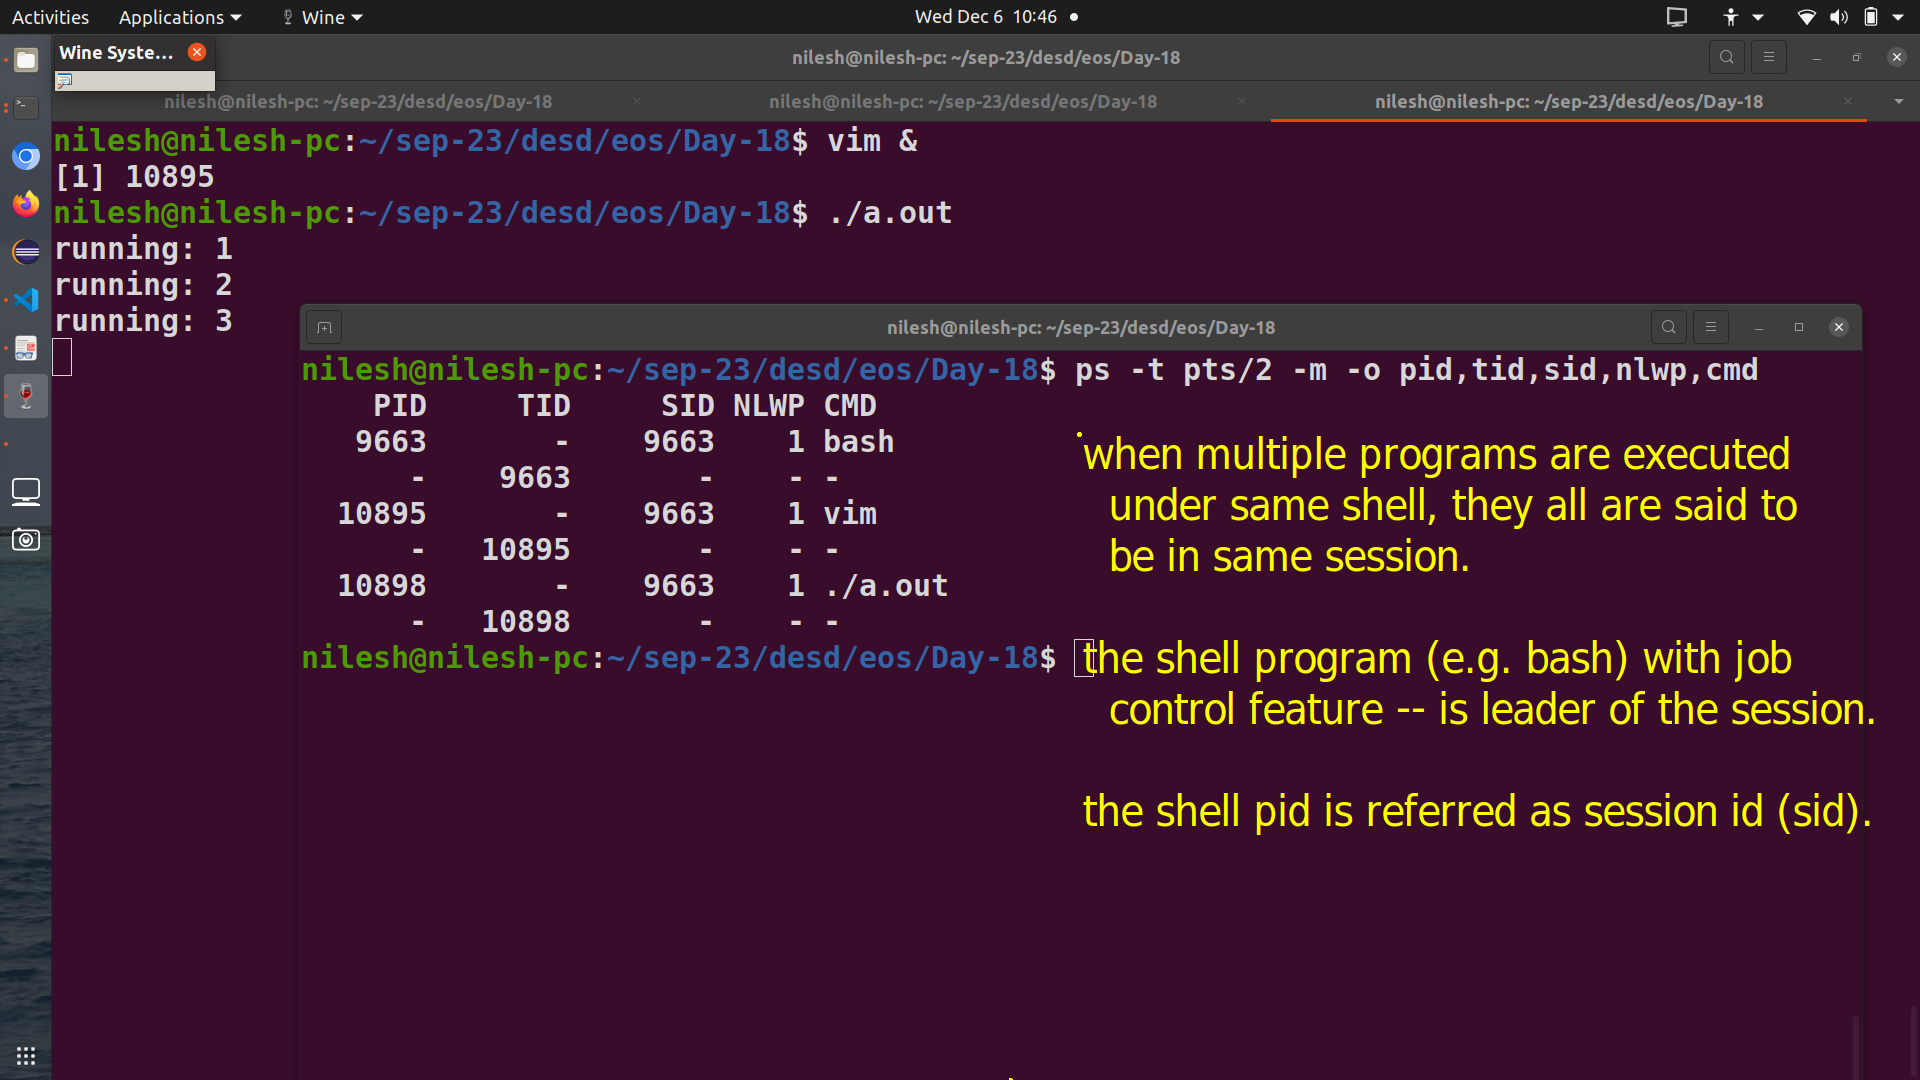 Activities Applications Wine Wed Dec 6 10:46
Wine Syste...
nilesh@nilesh-pc: ~/sep-23/desd/eos/Day-18
nilesh@nilesh-pc: ~/sep-23/desd/eos/Day-18 nilesh@nilesh-pc: ~/sep-23/desd/eos/Day-18 nilesh@nilesh-pc: ~/sep-23/desd/eos/Day-18
nilesh@nilesh-pc:~/sep-23/desd/eos/Day-18$ vim &
[1] 10895
nilesh@nilesh-pc:~/sep-23/desd/eos/Day-18$ ./a.out
running: 1
running: 2
running: 3
nilesh@nilesh-pc: ~/sep-23/desd/eos/Day-18
nilesh@nilesh-pc:~/sep-23/desd/eos/Day-18$ ps -t pts/2 -m -o pid,tid,sid,nlwp,cmd
PID TID SID NLWP CMD
9663 - 9663 1 bash
- 9663 - - -
10895 - 9663 1 vim
- 10895 - - -
10898 - 9663 1 ./a.out
- 10898 - - -
nilesh@nilesh-pc:~/sep-23/desd/eos/Day-18$
when multiple programs are executed
under same shell, they all are said to
be in same session.
the shell program (e.g. bash) with job
control feature -- is leader of the session.
the shell pid is referred as session id (sid).